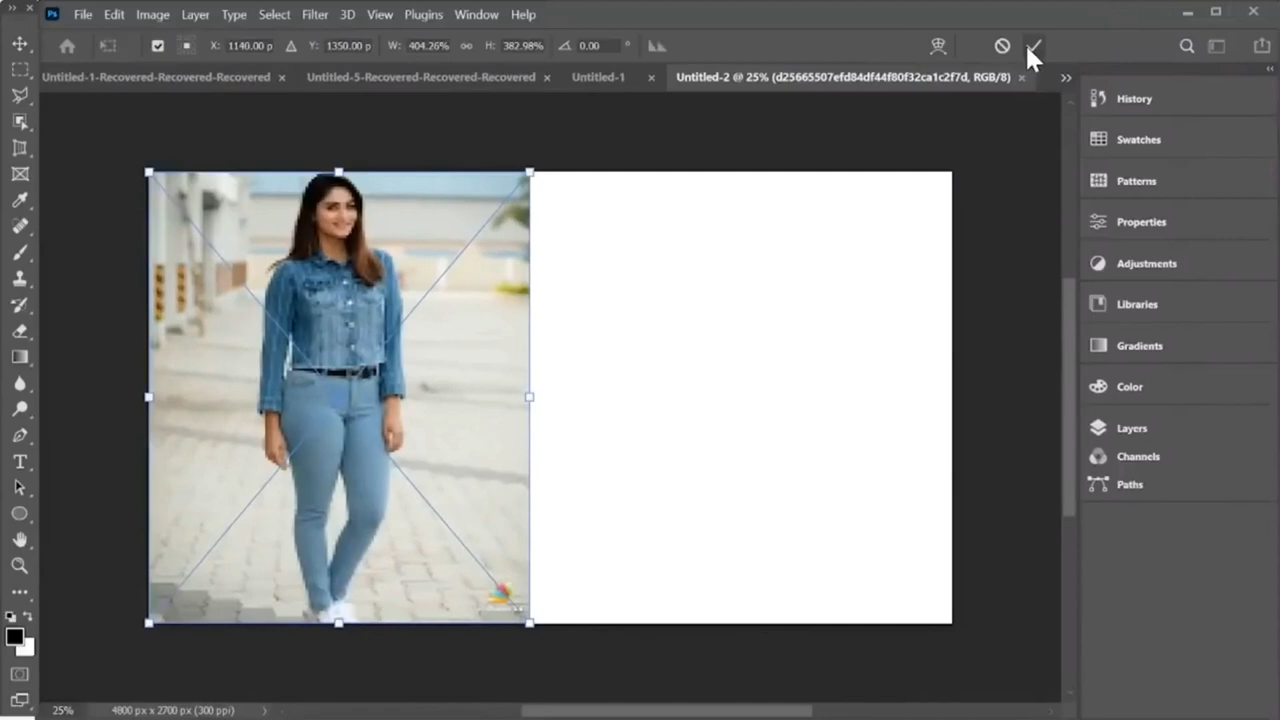 Ps File Edit Image Layer Type Select Filter 3D View Plugins Window Help
X: 1140.00 p Y: 1350.00 p W: 404.26% H: 382.98% 0.00 °
Untitled-1-Recovered-Recovered-Recovered × Untitled-5-Recovered-Recovered-Recovered × Untitled-1 × Untitled-2 @ 25% (d25665507efd84df44f80f32ca1c2f7d, RGB/8) ×
History
Swatches
Patterns
Properties
Adjustments
Libraries
Gradients
Color
Layers
Channels
Paths
25% 4800 px x 2700 px (300 ppi)